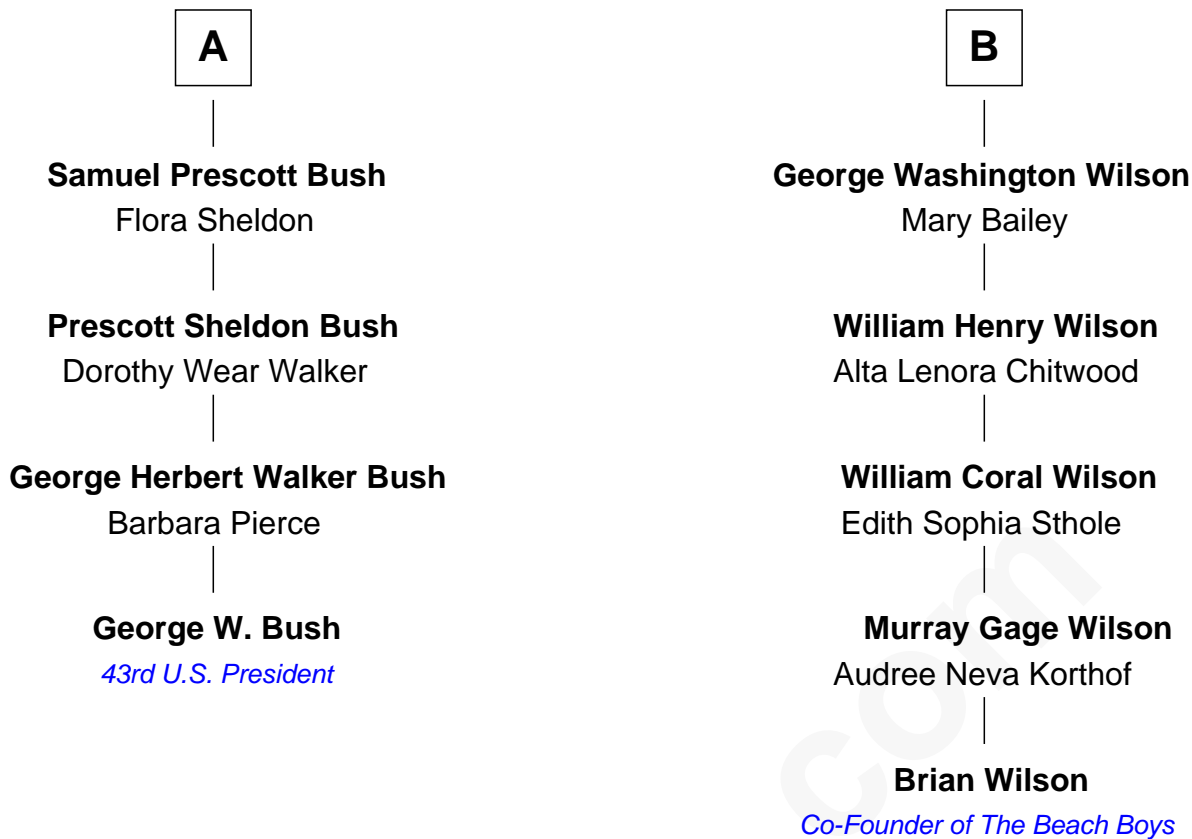 A
Samuel Prescott Bush
Flora Sheldon
Prescott Sheldon Bush
Dorothy Wear Walker
George Herbert Walker Bush
Barbara Pierce
George W. Bush
43rd U.S. President
B
George Washington Wilson
Mary Bailey
William Henry Wilson
Alta Lenora Chitwood
William Coral Wilson
Edith Sophia Sthole
Murray Gage Wilson
Audree Neva Korthof
Brian Wilson
Co-Founder of The Beach Boys
com